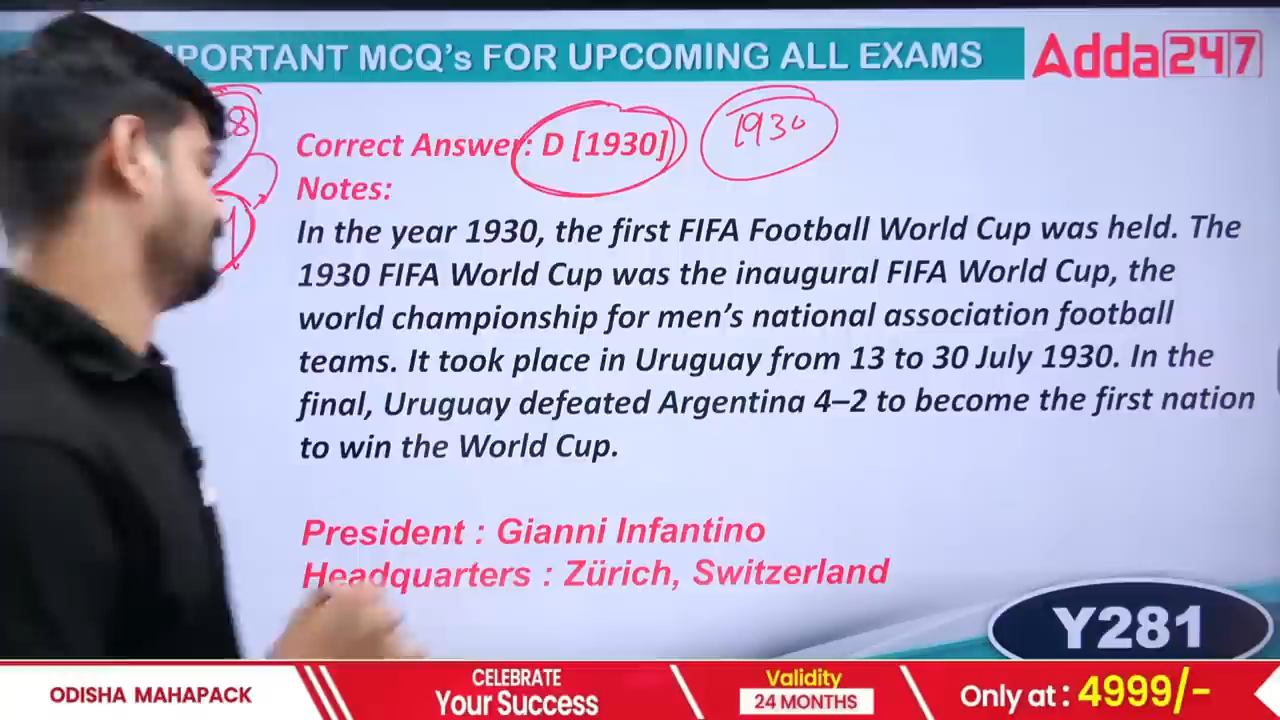 PORTANT MCQ's FOR UPCOMING ALL EXAMS
Adda247
8
Correct Answer: D [1930]
1930
Notes:
In the year 1930, the first FIFA Football World Cup was held. The
1930 FIFA World Cup was the inaugural FIFA World Cup, the
world championship for men's national association football
teams. It took place in Uruguay from 13 to 30 July 1930. In the
final, Uruguay defeated Argentina 4–2 to become the first nation
to win the World Cup.
President : Gianni Infantino
Headquarters : Zürich, Switzerland
Y281
ODISHA MAHAPACK
CELEBRATE
Your Success
Validity
24 MONTHS
Only at : 4999/-